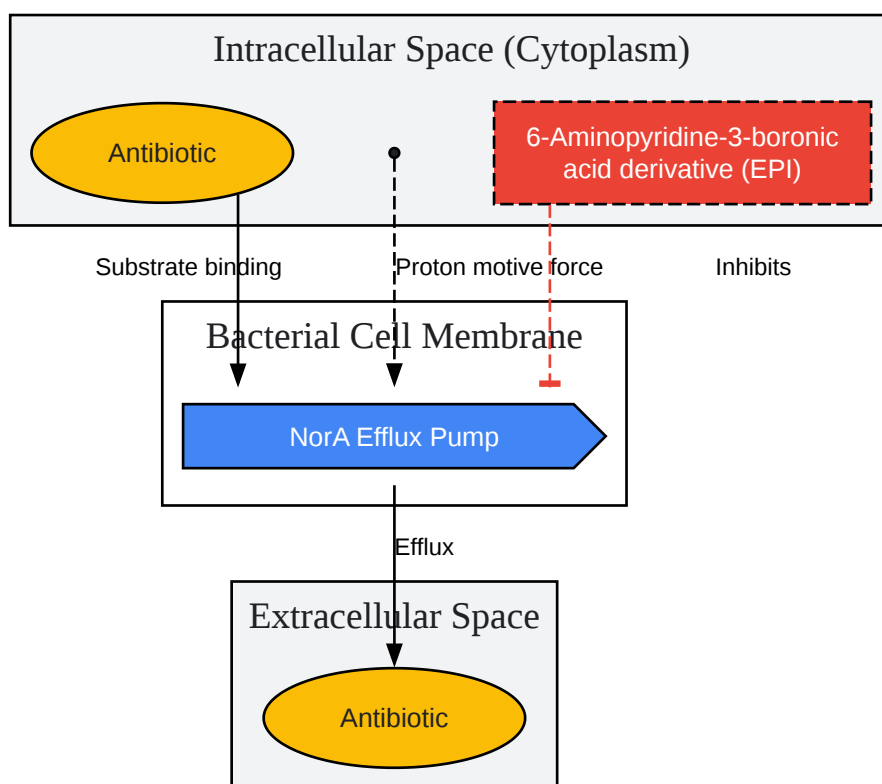 Intracellular Space (Cytoplasm)
Antibiotic
6-Aminopyridine-3-boronic
acid derivative (EPI)
Substrate binding
Proton motive force
Inhibits
Bacterial Cell Membrane
NorA Efflux Pump
Efflux
Extracellular Space
Antibiotic